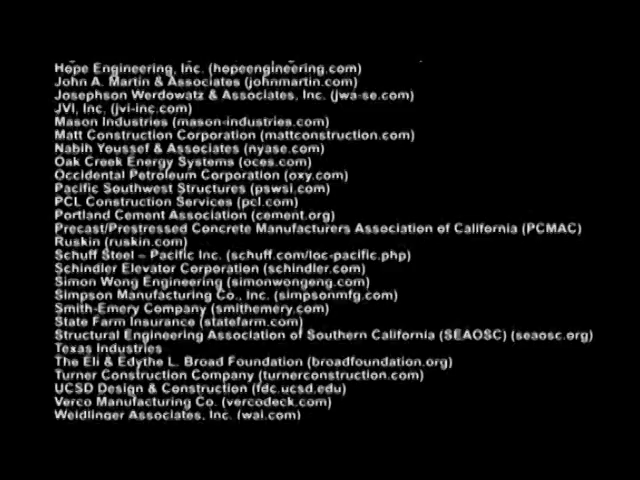 Hope Engineering, Inc. (hopeengineering.com)
John A. Martin & Associates (johnmartin.com)
Josephson Werdowatz & Associates, Inc. (jwa-se.com)
JVI, Inc. (jvi-inc.com)
Mason Industries (mason-industries.com)
Matt Construction Corporation (mattconstruction.com)
Nabih Youssef & Associates (nyase.com)
Oak Creek Energy Systems (oces.com)
Occidental Petroleum Corporation (oxy.com)
Pacific Southwest Structures (pswsi.com)
PCL Construction Services (pcl.com)
Portland Cement Association (cement.org)
Precast/Prestressed Concrete Manufacturers Association of California (PCMAC)
Ruskin (ruskin.com)
Schuff Steel – Pacific Inc. (schuff.com/loc-pacific.php)
Schindler Elevator Corporation (schindler.com)
Simon Wong Engineering (simonwongeng.com)
Simpson Manufacturing Co., Inc. (simpsonmfg.com)
Smith-Emery Company (smithemery.com)
State Farm Insurance (statefarm.com)
Structural Engineering Association of Southern California (SEAOSC) (seaosc.org)
Texas Industries
The Eli & Edythe L. Broad Foundation (broadfoundation.org)
Turner Construction Company (turnerconstruction.com)
UCSD Design & Construction (fdc.ucsd.edu)
Verco Manufacturing Co. (vercodeck.com)
Weidlinger Associates, Inc. (wai.com)